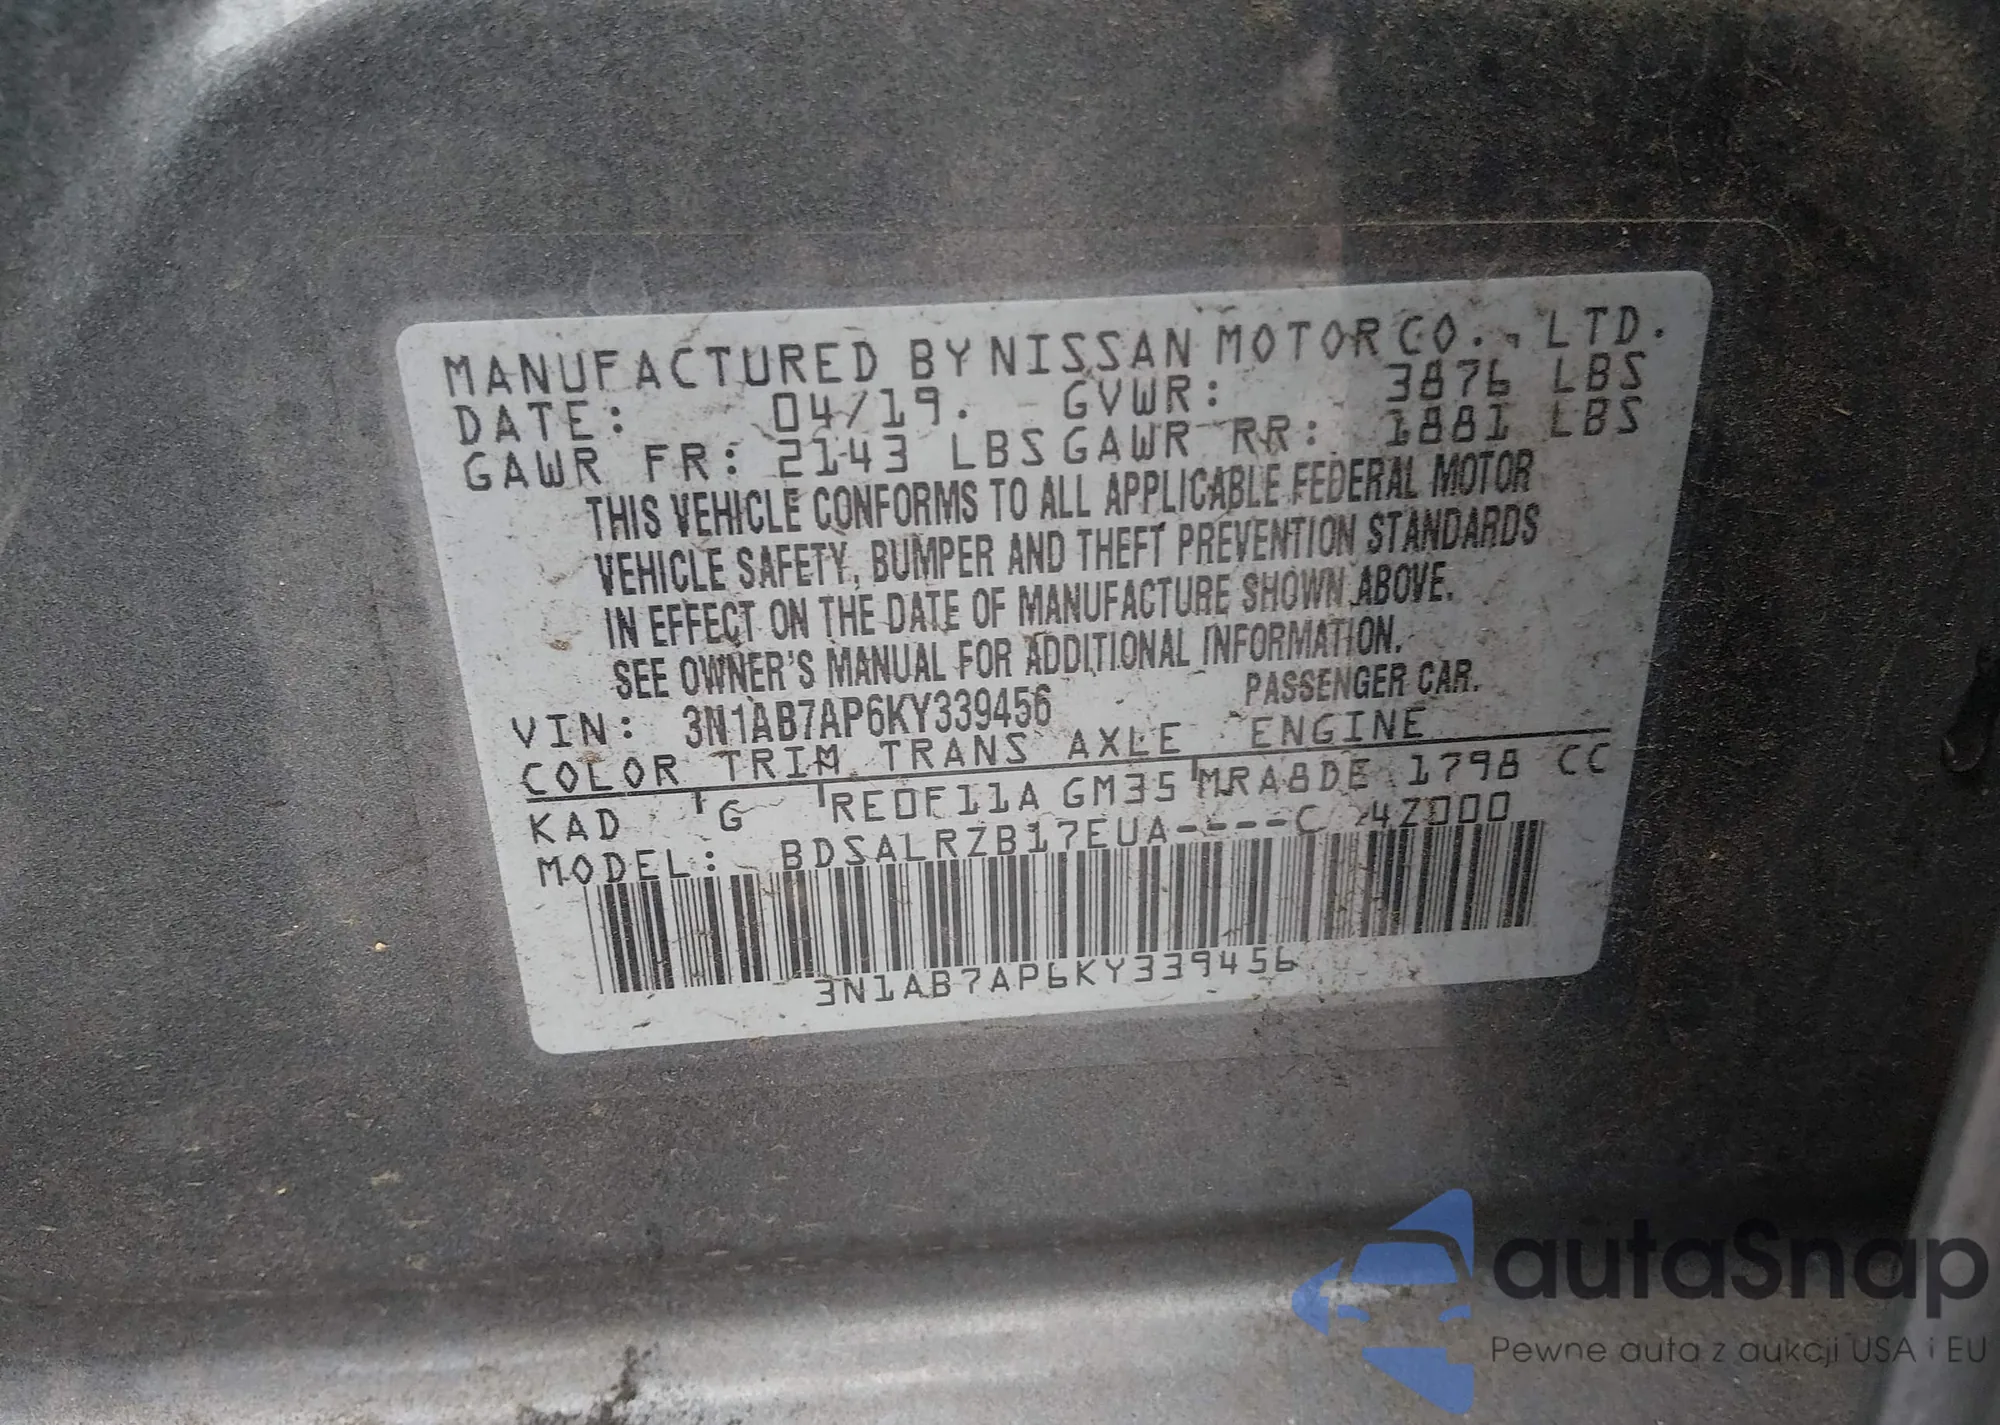 MANUFACTURED BY NISSAN MOTOR CO., LTD.
DATE: 04/19. GVWR: 3876 LBS
GAWR FR: 2143 LBS GAWR RR: 1881 LBS
THIS VEHICLE CONFORMS TO ALL APPLICABLE FEDERAL MOTOR
VEHICLE SAFETY, BUMPER AND THEFT PREVENTION STANDARDS
IN EFFECT ON THE DATE OF MANUFACTURE SHOWN ABOVE.
SEE OWNER'S MANUAL FOR ADDITIONAL INFORMATION.
VIN: 3N1AB7AP6KY339456 PASSENGER CAR.
COLOR TRIM TRANS AXLE ENGINE
KAD G RE0F11A GM35 MRA8DE 1798 CC
MODEL: BDSALRZB17EUA----C 4Z000
3N1AB7AP6KY339456
autaSnap
Pewne auta z aukcji USA i EU